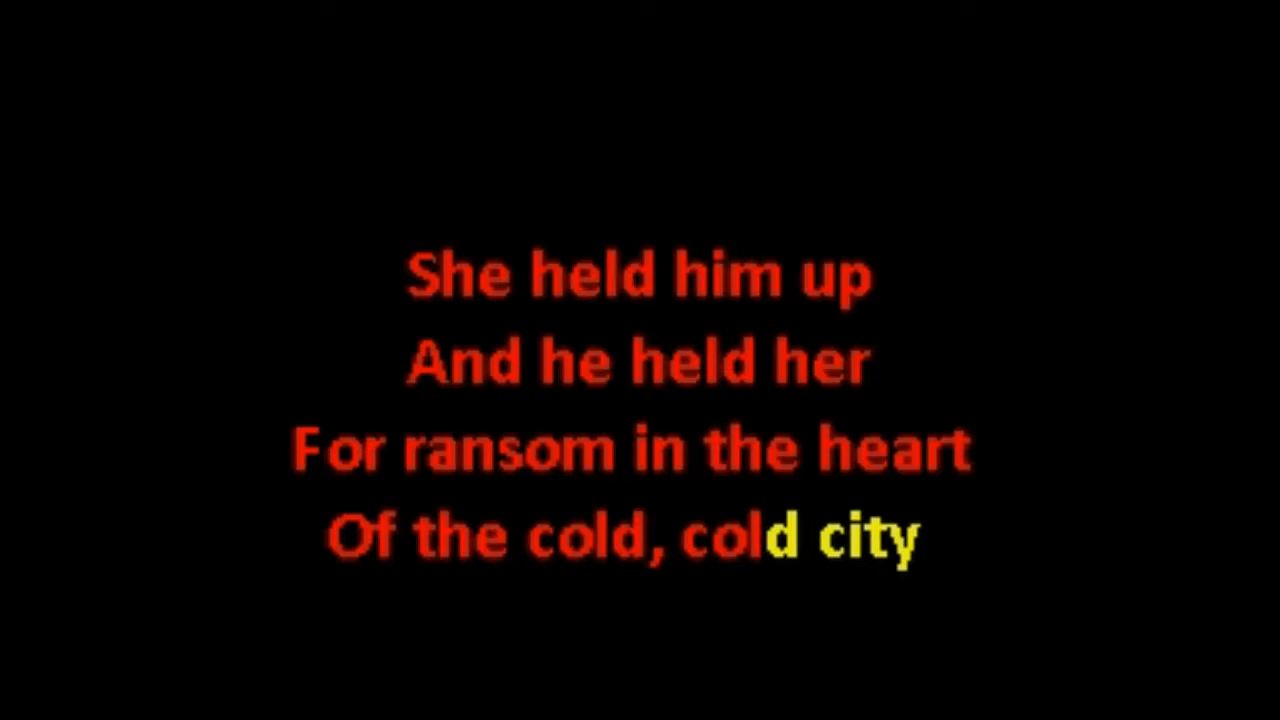 She held him up
And he held her
For ransom in the heart
Of the cold, cold city